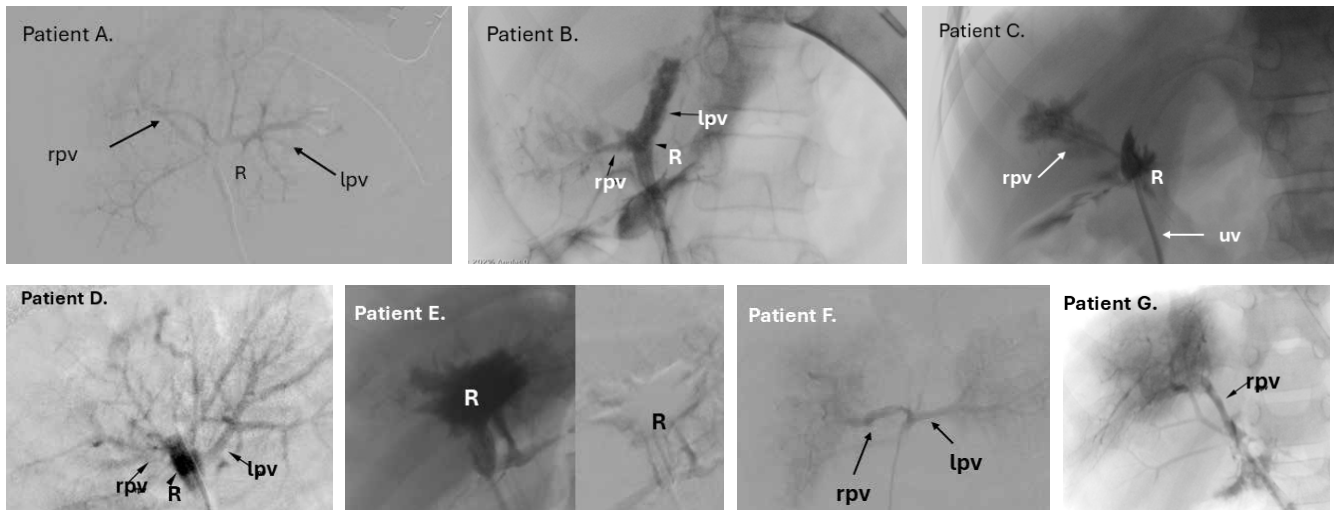 Patient A.
rpv
R
lpv
Patient B.
lpv
R
rpv
Patient C.
rpv
R
uv
Patient D.
rpv
R
lpv
Patient E.
R
R
Patient F.
rpv
lpv
Patient G.
rpv